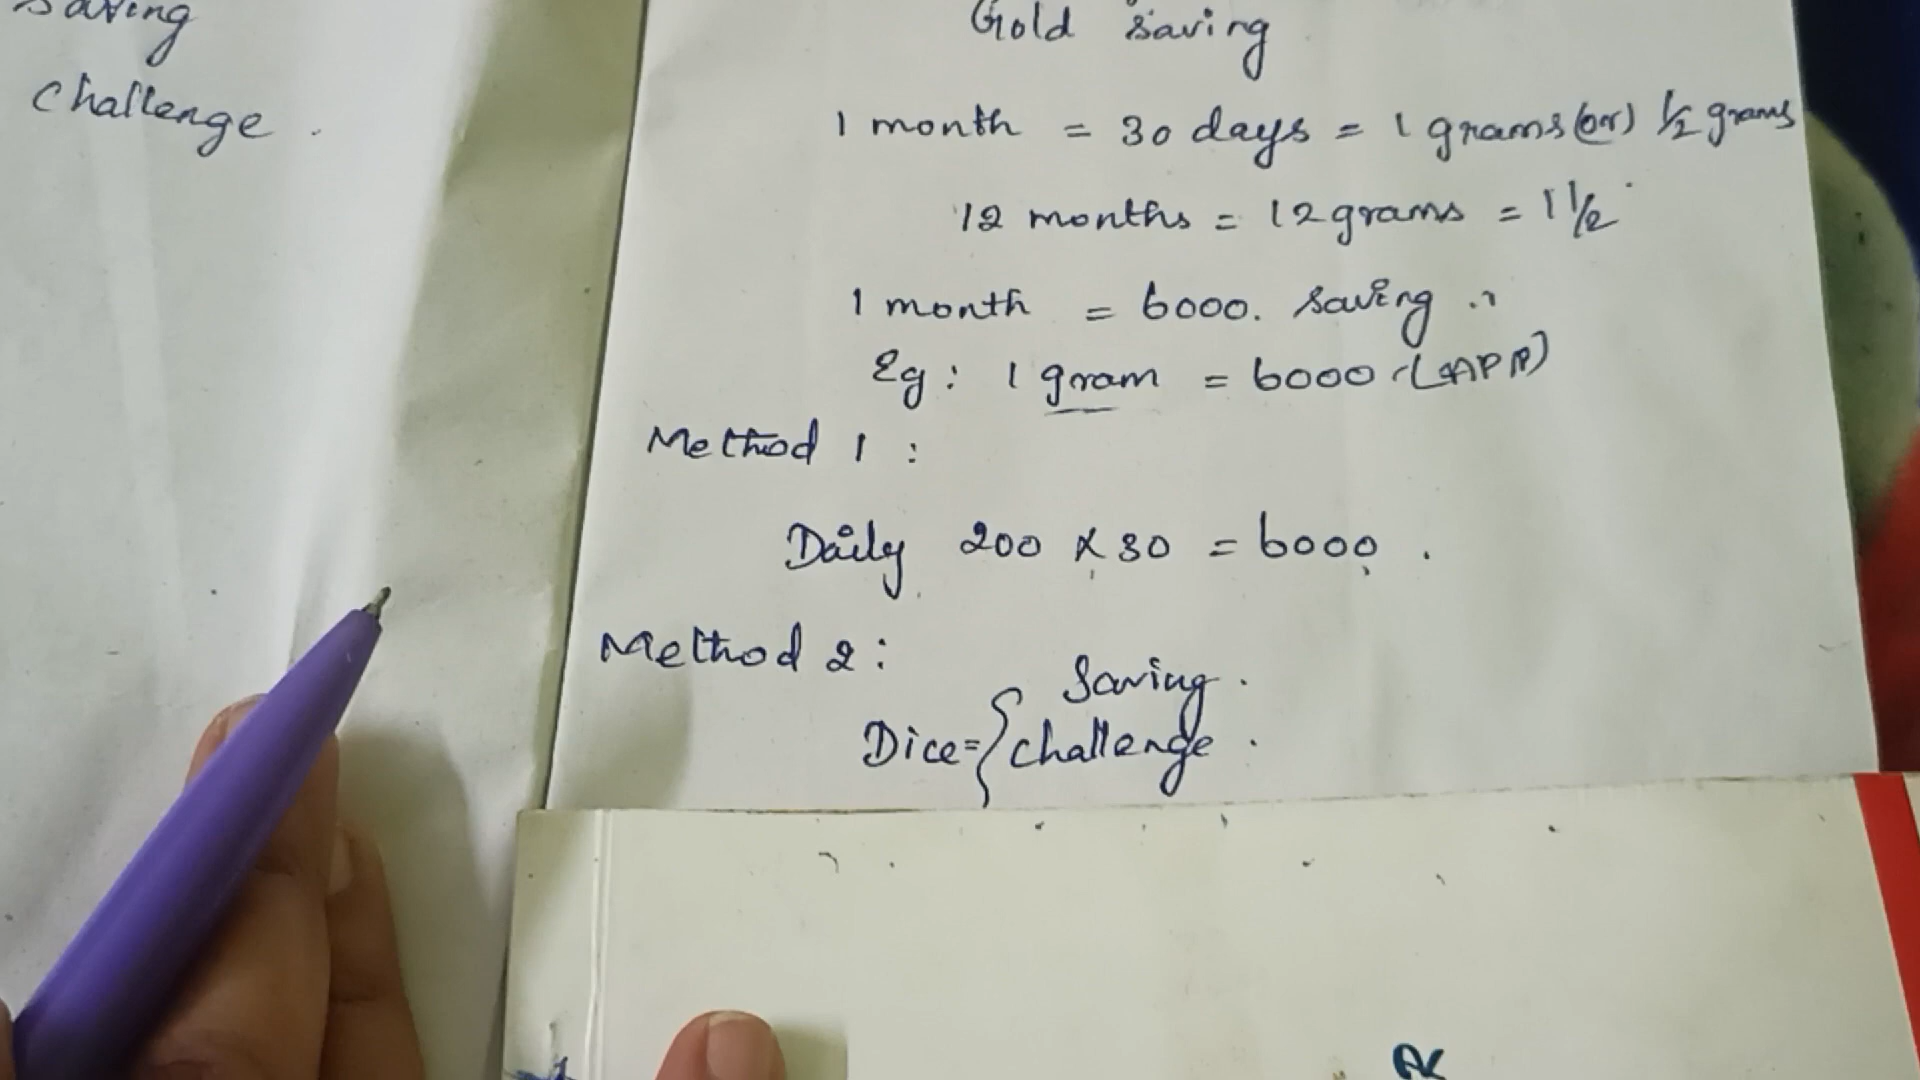 Saving
challenge.
Gold saving
1 month = 30 days = 1 grams (or) 1/2 grams
12 months = 12 grams = 1 1/2
1 month = 6000. saving
Eg: 1 gram = 6000
Method 1:
Daily 200 x 30 = 6000.
Method 2:
Saving.
Dice = { challenge.